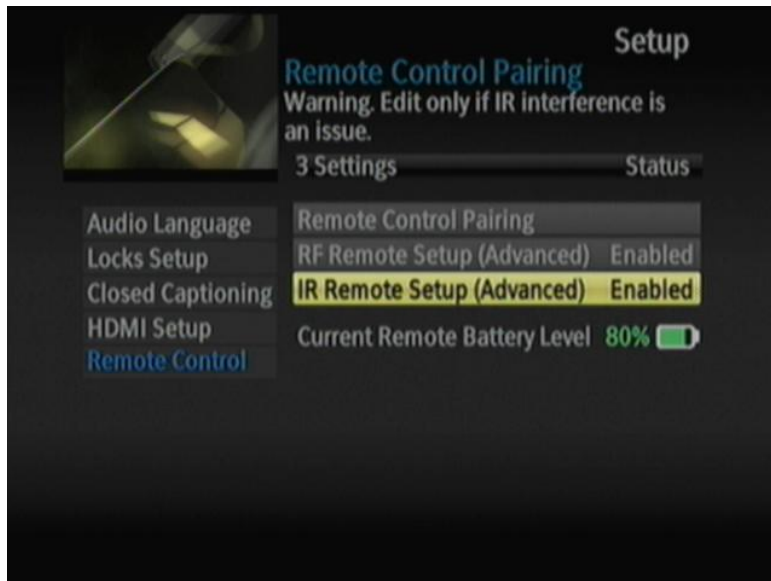 Setup
Remote Control Pairing
Warning. Edit only if IR interference is
an issue.
3 Settings Status
Audio Language
Locks Setup
Closed Captioning
HDMI Setup
Remote Control
Remote Control Pairing
RF Remote Setup (Advanced) Enabled
IR Remote Setup (Advanced) Enabled
Current Remote Battery Level 80%